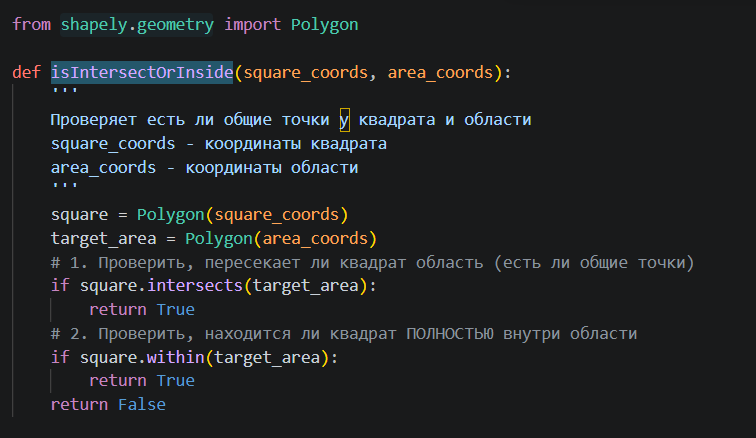 from shapely.geometry import Polygon
def isIntersectOrInside(square_coords, area_coords):
'''
Проверяет есть ли общие точки у квадрата и области
square_coords - координаты квадрата
area_coords - координаты области
'''
square = Polygon(square_coords)
target_area = Polygon(area_coords)
# 1. Проверить, пересекает ли квадрат область (есть ли общие точки)
if square.intersects(target_area):
return True
# 2. Проверить, находится ли квадрат ПОЛНОСТЬЮ внутри области
if square.within(target_area):
return True
return False